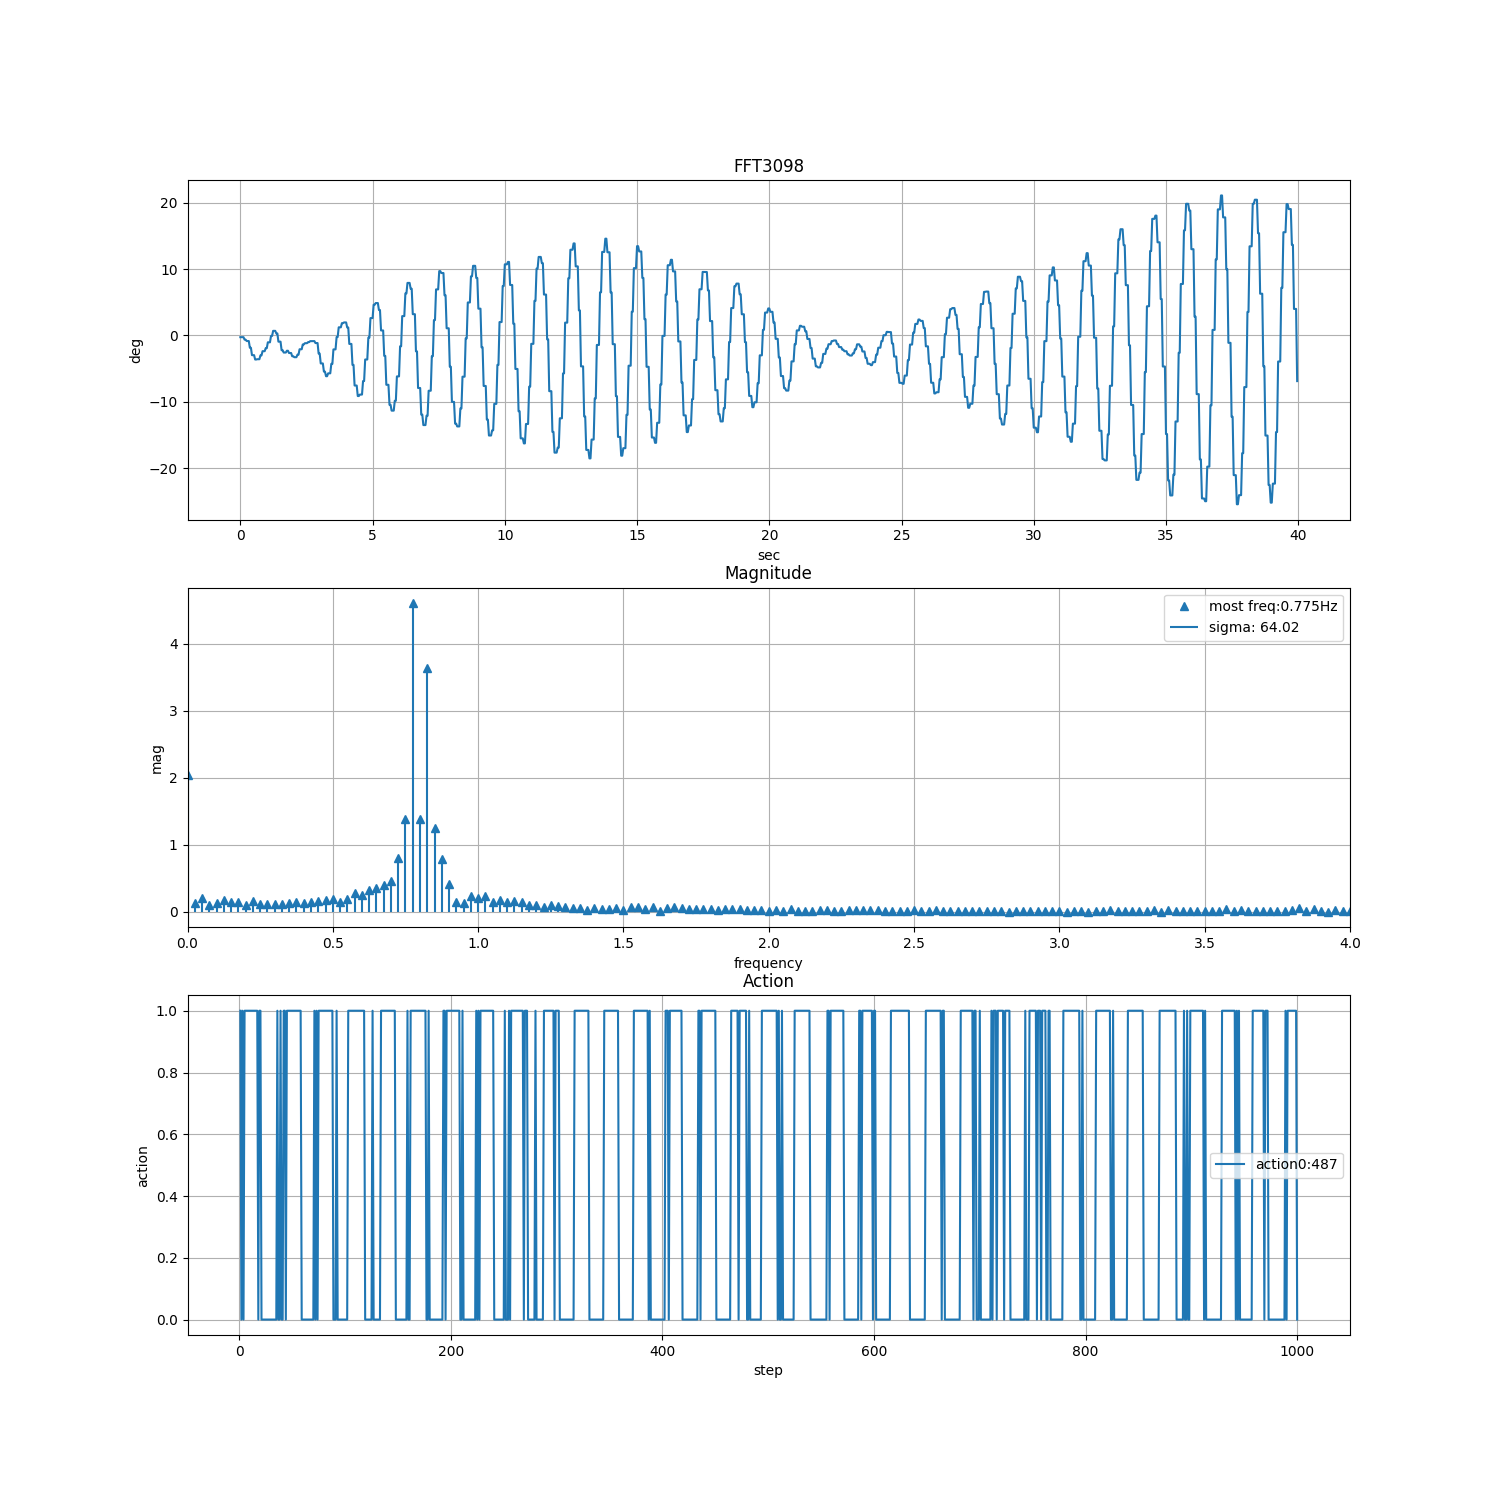 FFT3098
20
10
0
−10
−20
deg
0 5 10 15 20 25 30 35 40
sec
Magnitude
most freq:0.775Hz
sigma: 64.02
4
3
2
1
0
mag
0.0 0.5 1.0 1.5 2.0 2.5 3.0 3.5 4.0
frequency
Action
1.0
0.8
0.6
0.4
0.2
0.0
action
action0:487
0 200 400 600 800 1000
step